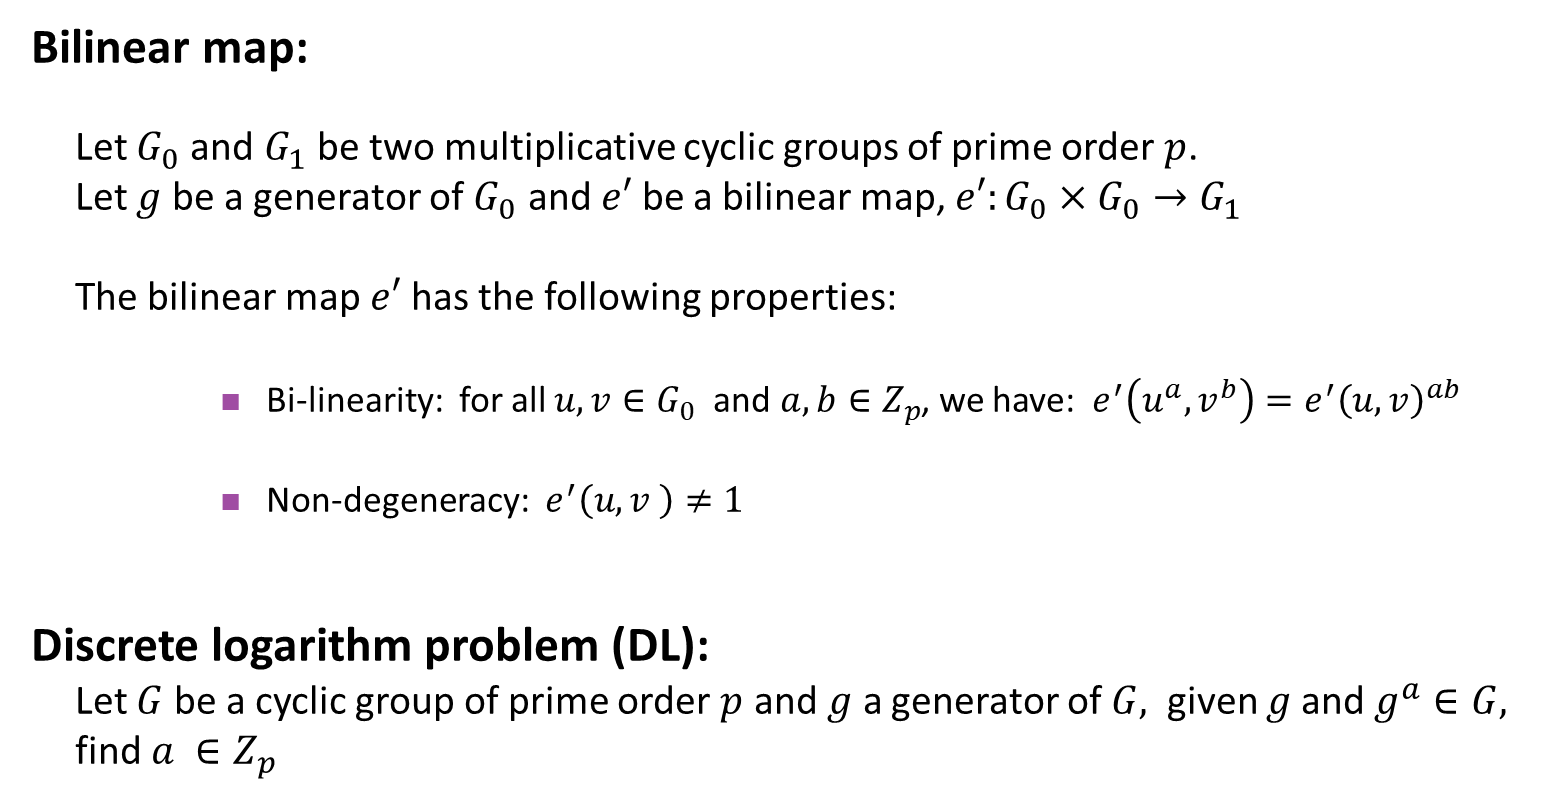 Bilinear map:
Let G₀ and G₁ be two multiplicative cyclic groups of prime order p.
Let g be a generator of G₀ and e′ be a bilinear map, e′: G₀ × G₀ → G₁
The bilinear map e′ has the following properties:
■ Bi-linearity: for all u, v ∈ G₀ and a, b ∈ Zₚ, we have: e′(uᵃ, vᵇ) = e′(u, v)ᵃᵇ
■ Non-degeneracy: e′(u, v ) ≠ 1
Discrete logarithm problem (DL):
Let G be a cyclic group of prime order p and g a generator of G, given g and gᵃ ∈ G,
find a ∈ Zₚ